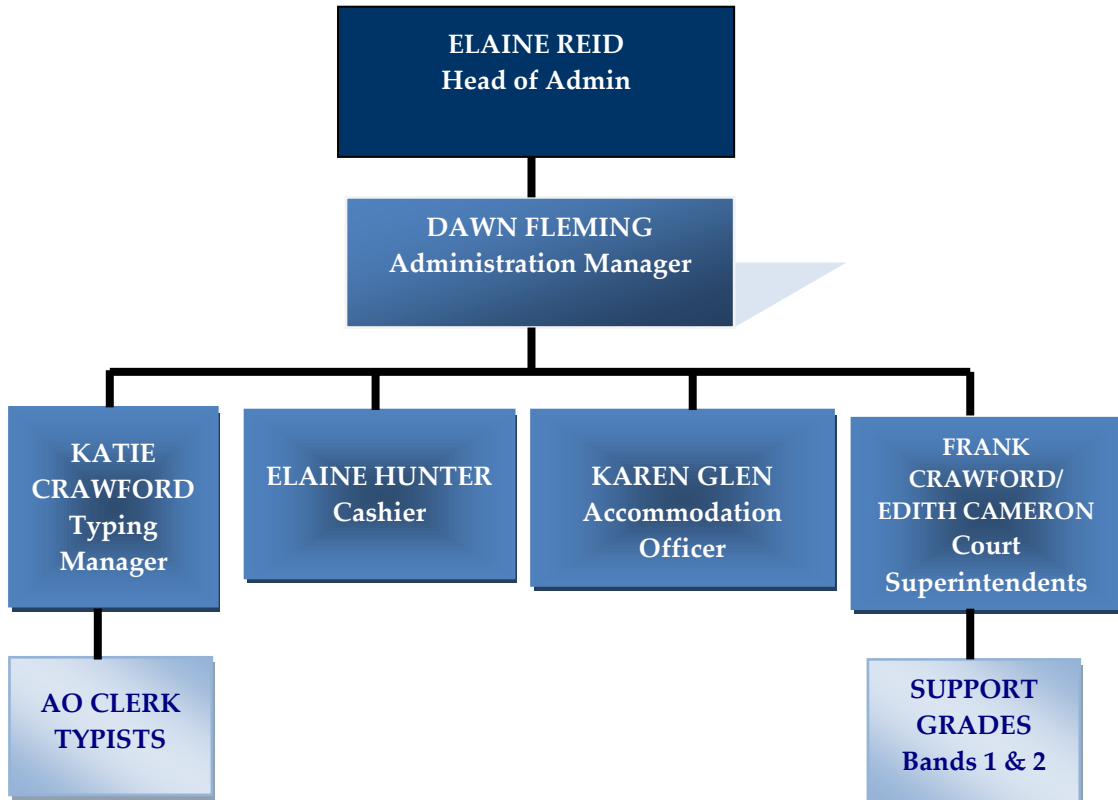 ELAINE REID
Head of Admin
DAWN FLEMING
Administration Manager
KATIE
CRAWFORD
Typing
Manager
ELAINE HUNTER
Cashier
KAREN GLEN
Accommodation
Officer
FRANK
CRAWFORD/
EDITH CAMERON
Court
Superintendents
AO CLERK
TYPISTS
SUPPORT
GRADES
Bands 1 & 2